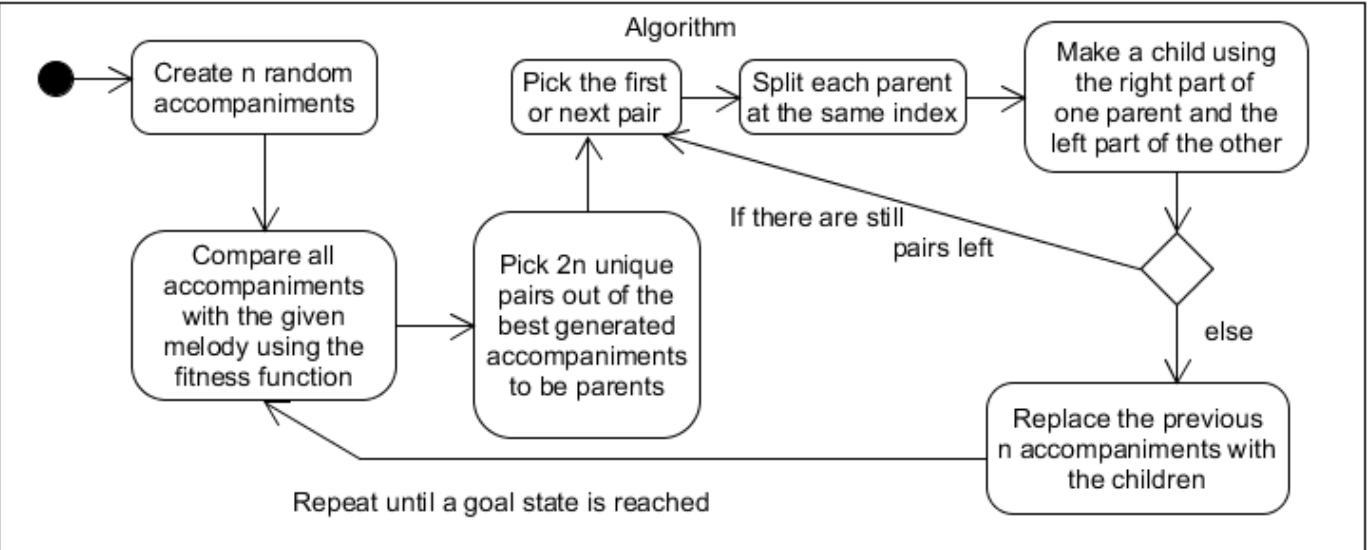 Algorithm
Create n random
accompaniments
Compare all
accompaniments
with the given
melody using the
fitness function
Pick 2n unique
pairs out of the
best generated
accompaniments
to be parents
Pick the first
or next pair
Split each parent
at the same index
Make a child using
the right part of
one parent and the
left part of the other
If there are still
pairs left
else
Replace the previous
n accompaniments with
the children
Repeat until a goal state is reached